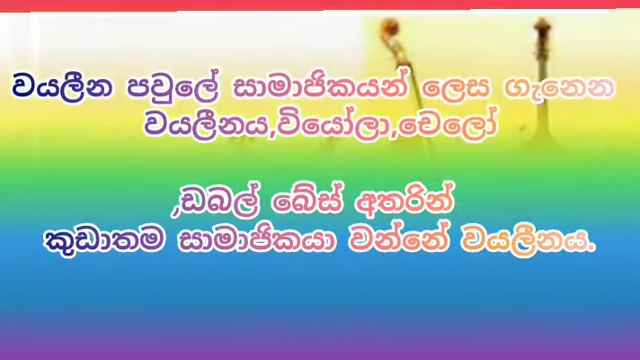 වයලීන පවුලේ සාමාජිකයන් ලෙස ගැනෙන
වයලීනය,වියෝලා,චෙලෝ
,ඩබල් බේස් අතරින්
කුඩාතම සාමාජිකයා වන්නේ වයලීනය.